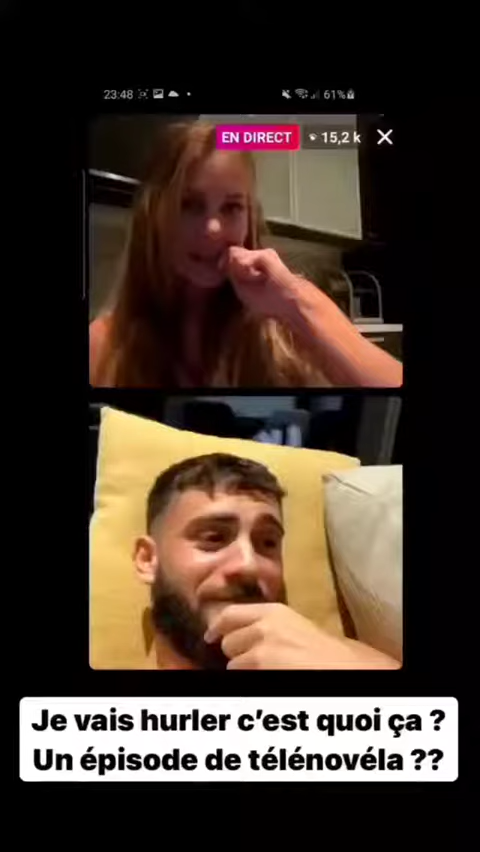 23:48 61%
EN DIRECT 15,2 k
Je vais hurler c’est quoi ça ?
Un épisode de télénovéla ??